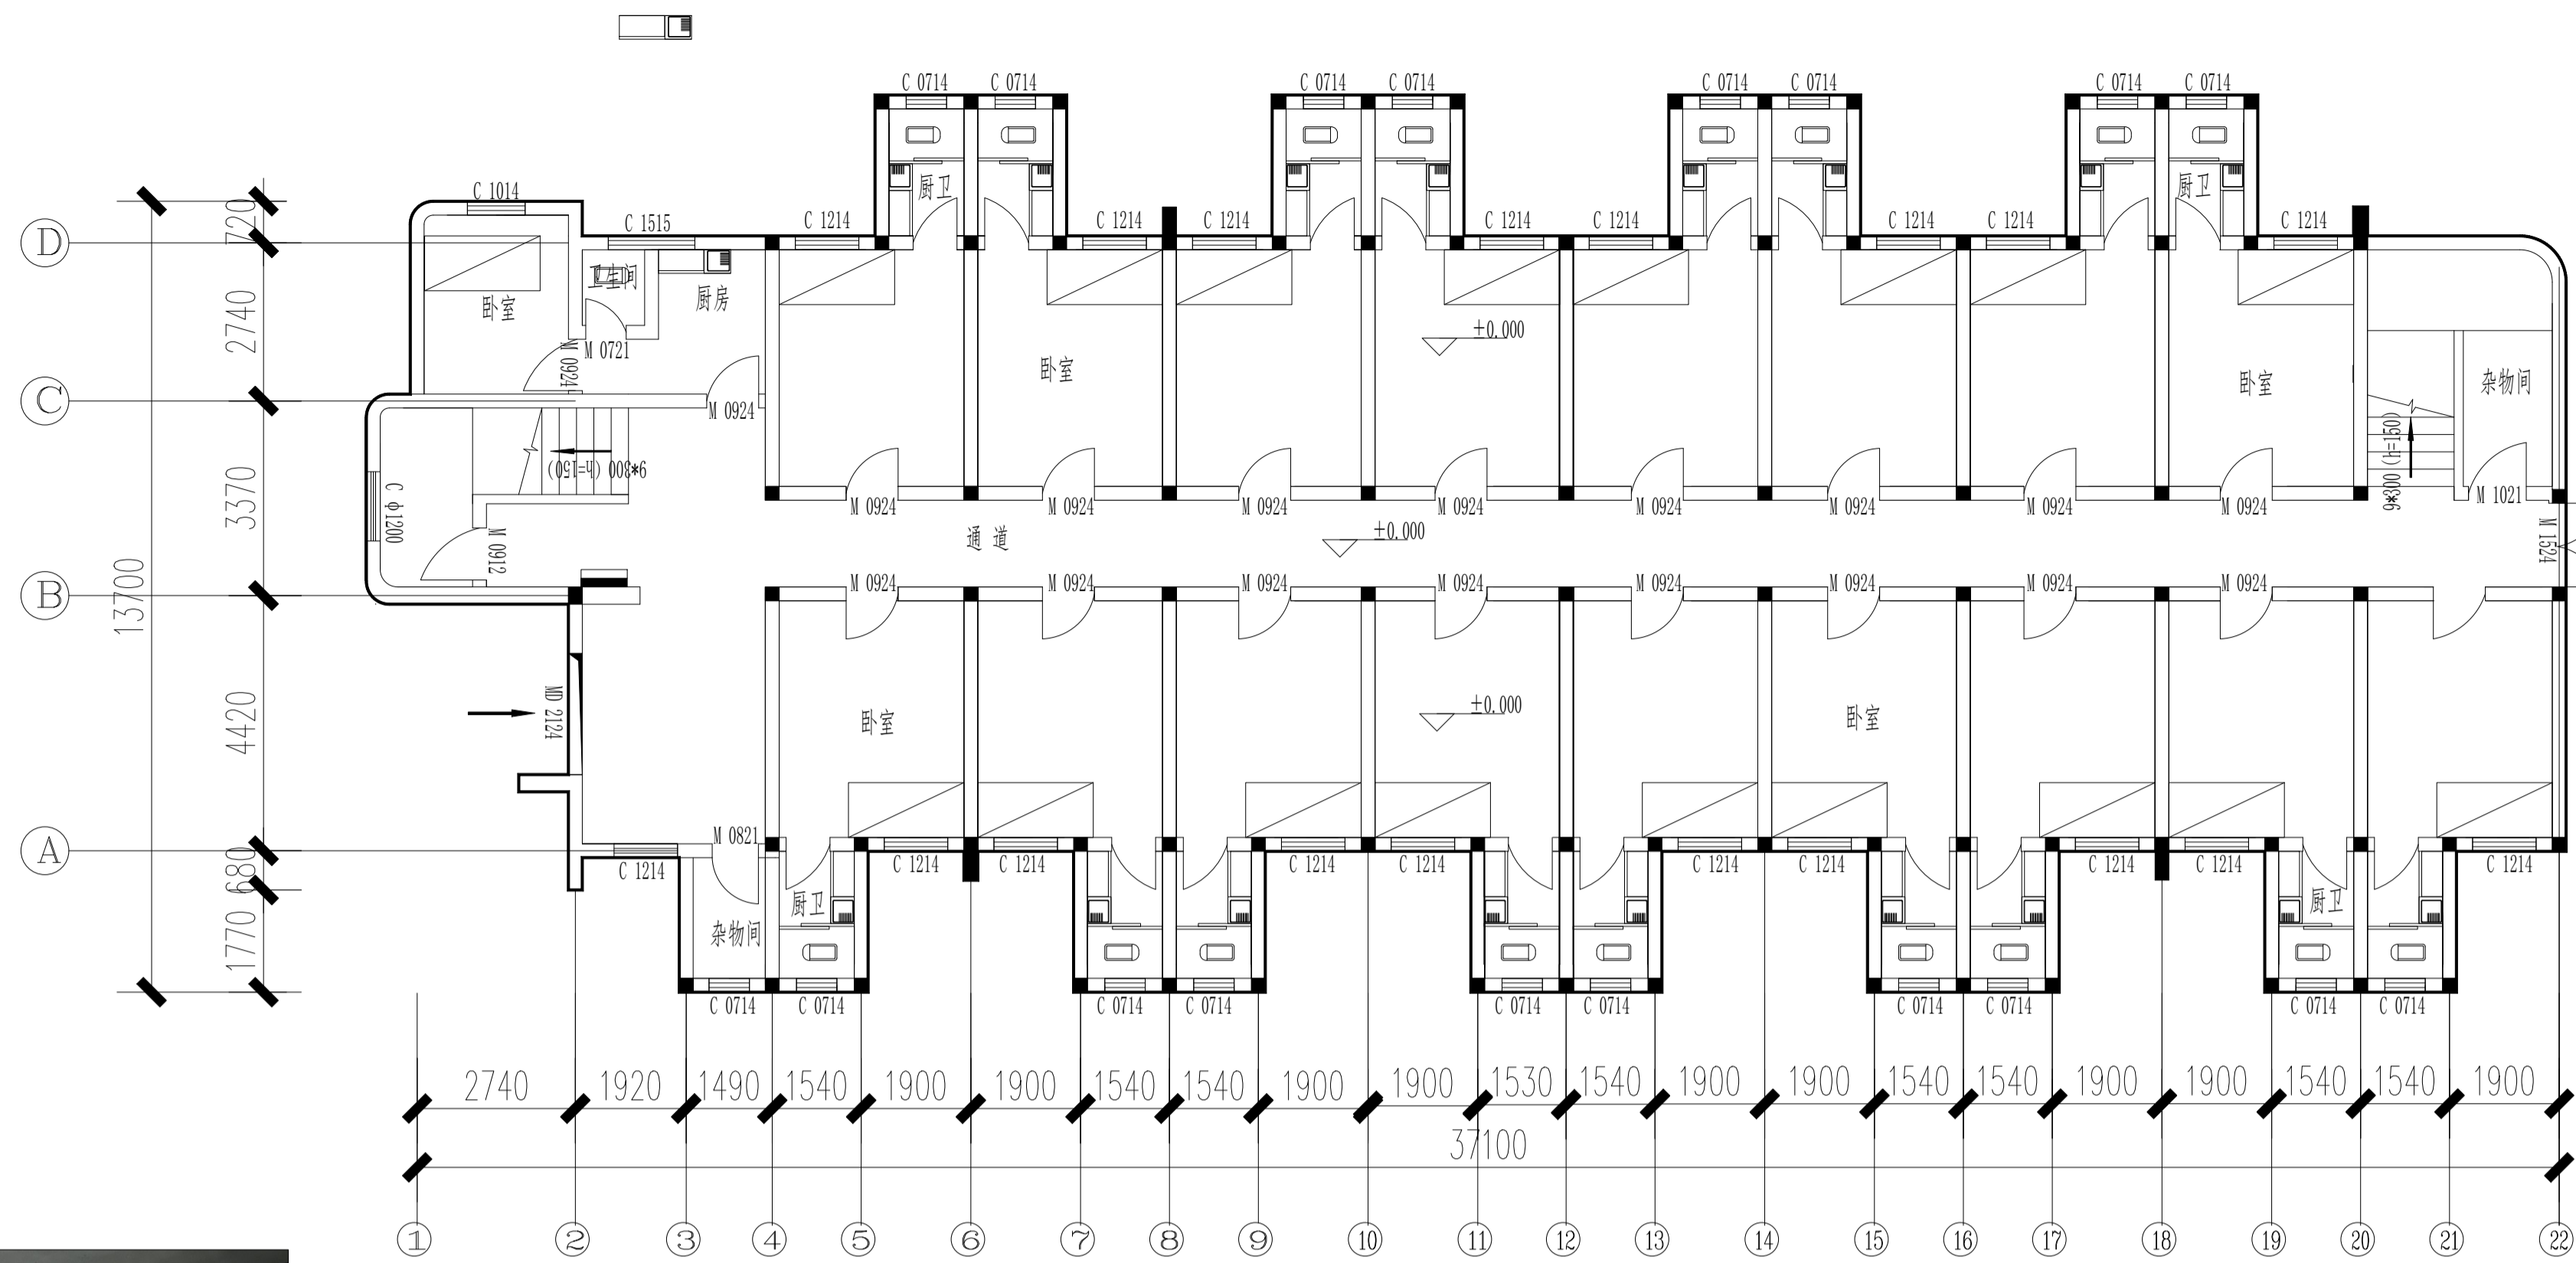 C 0714 C 0714 C 0714 C 0714 C 0714 C 0714 C 0714 C 0714
C 1014
厨卫 厨卫
C 1515 C 1214 C 1214 C 1214 C 1214 C 1214 C 1214 C 1214 C 1214
D
720
卫生间
厨房
卧室
2740
±0.000
M 0721
M 0924
卧室 卧室 杂物间
C
M 0924
9*300 (h=150)
9*300 (h=150)
3370
C ф1200
M 0924 M 0924 M 0924 M 0924 M 0924 M 0924 M 0924 M 0924 M 1021
通 道
±0.000
M 0912
M 1524
B
13700
M 0924 M 0924 M 0924 M 0924 M 0924 M 0924 M 0924 M 0924
4420
MD 2124
卧室
±0.000
卧室
A
M 0821
680
C 1214 C 1214 C 1214 C 1214 C 1214 C 1214 C 1214 C 1214 C 1214 C 1214
厨卫 厨卫
1770
杂物间
C 0714 C 0714 C 0714 C 0714 C 0714 C 0714 C 0714 C 0714 C 0714 C 0714
2740 1920 1490 1540 1900 1900 1540 1540 1900 1900 1530 1540 1900 1900 1540 1540 1900 1900 1540 1540 1900
37100
1 2 3 4 5 6 7 8 9 10 11 12 13 14 15 16 17 18 19 20 21 22